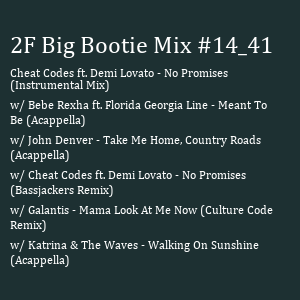 2F Big Bootie Mix #14_41
Cheat Codes ft. Demi Lovato - No Promises
(Instrumental Mix)
w/ Bebe Rexha ft. Florida Georgia Line - Meant To
Be (Acappella)
w/ John Denver - Take Me Home, Country Roads
(Acappella)
w/ Cheat Codes ft. Demi Lovato - No Promises
(Bassjackers Remix)
w/ Galantis - Mama Look At Me Now (Culture Code
Remix)
w/ Katrina & The Waves - Walking On Sunshine
(Acappella)